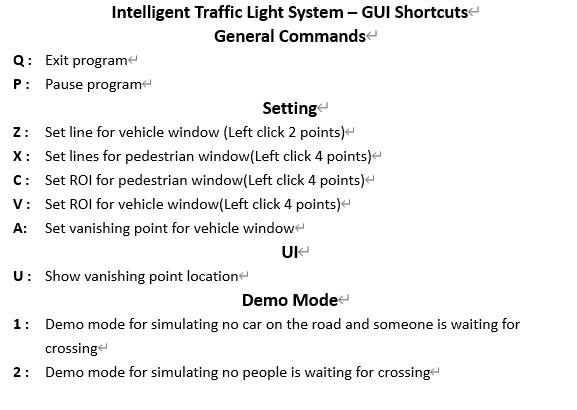 Intelligent Traffic Light System – GUI Shortcuts↵
General Commands↵
Q : Exit program↵
P : Pause program↵
Setting↵
Z : Set line for vehicle window (Left click 2 points)↵
X : Set lines for pedestrian window(Left click 4 points)↵
C : Set ROI for pedestrian window(Left click 4 points)↵
V : Set ROI for vehicle window(Left click 4 points)↵
A: Set vanishing point for vehicle window↵
UI↵
U : Show vanishing point location↵
Demo Mode↵
1 : Demo mode for simulating no car on the road and someone is waiting for
crossing↵
2 : Demo mode for simulating no people is waiting for crossing↵